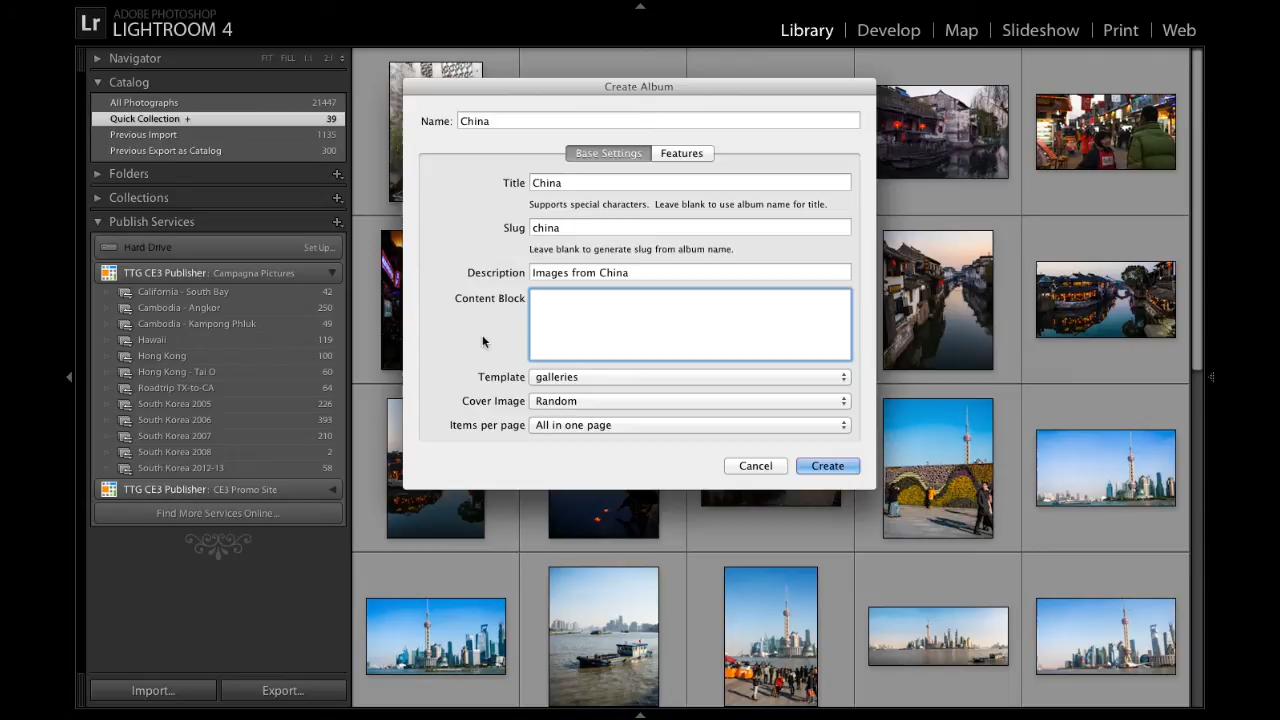 Lr
ADOBE PHOTOSHOP
LIGHTROOM 4
Library
Develop
Map
Slideshow
Print
Web
Navigator FIT FILL 1:1 2:1
Catalog
All Photographs 21447
Quick Collection + 39
Previous Import 1135
Previous Export as Catalog 300
Folders
Collections
Publish Services
Hard Drive Set Up...
TTG CE3 Publisher: Campagna Pictures
California - South Bay 42
Cambodia - Angkor 250
Cambodia - Kampong Phluk 49
Hawaii 119
Hong Kong 100
Hong Kong - Tai O 60
Roadtrip TX-to-CA 64
South Korea 2005 226
South Korea 2006 393
South Korea 2007 210
South Korea 2008 2
South Korea 2012-13 58
TTG CE3 Publisher: CE3 Promo Site
Find More Services Online...
Import...
Export...
Create Album
Name: China
Base Settings
Features
Title China
Supports special characters. Leave blank to use album name for title.
Slug china
Leave blank to generate slug from album name.
Description Images from China
Content Block
Template galleries
Cover Image Random
Items per page All in one page
Cancel
Create